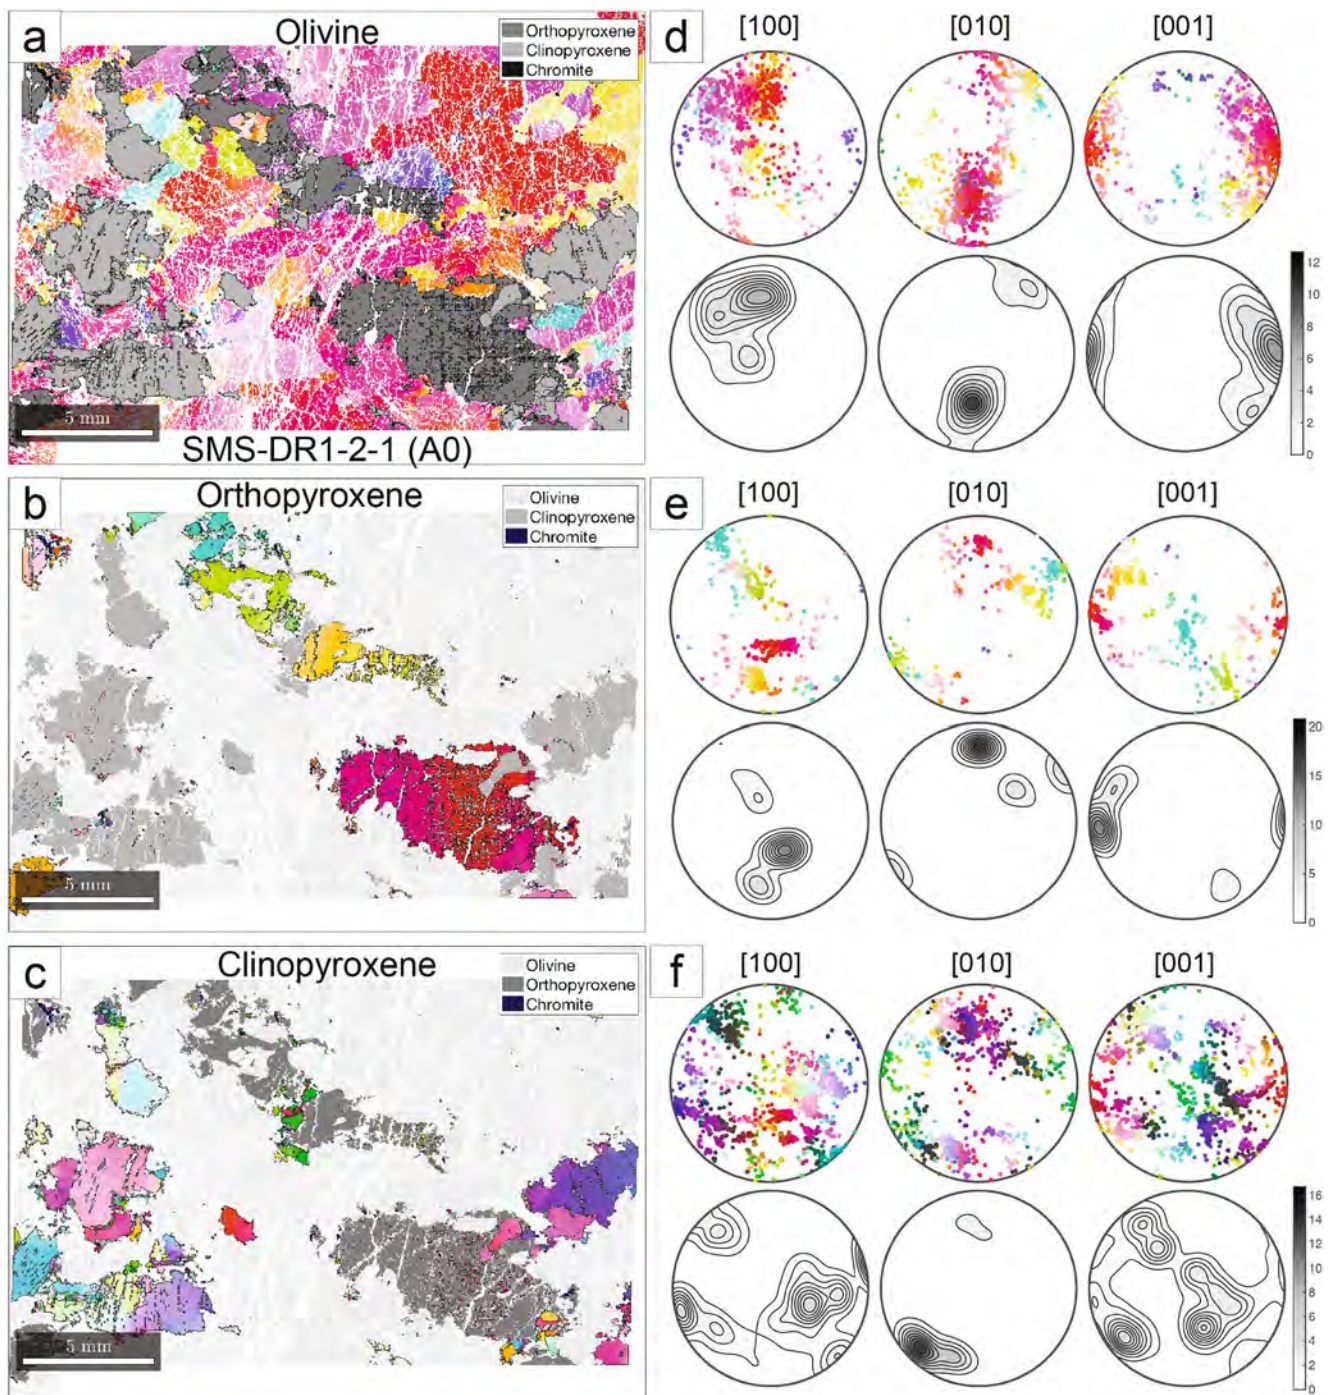 a
Olivine
Orthopyroxene
Clinopyroxene
Chromite
5 mm
SMS-DR1-2-1 (A0)
d
[100]
[010]
[001]
12
10
8
6
4
2
0
b
Orthopyroxene
Olivine
Clinopyroxene
Chromite
5 mm
e
[100]
[010]
[001]
20
15
10
5
0
c
Clinopyroxene
Olivine
Orthopyroxene
Chromite
5 mm
f
[100]
[010]
[001]
16
14
12
10
8
6
4
2
0